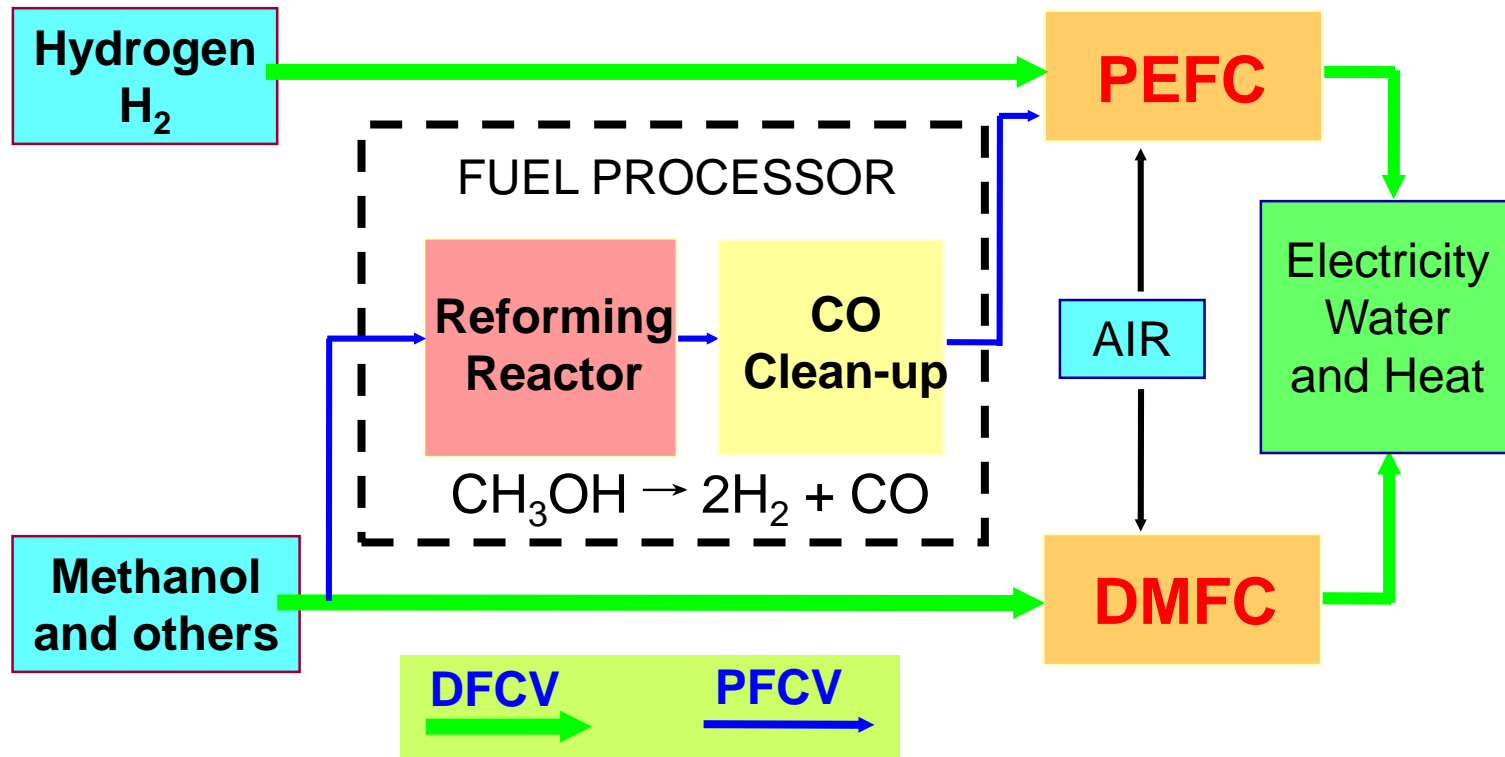 Hydrogen
H₂
PEFC
FUEL PROCESSOR
Reforming
Reactor
CO
Clean-up
CH₃OH → 2H₂ + CO
AIR
Electricity
Water
and Heat
Methanol
and others
DMFC
DFCV
PFCV